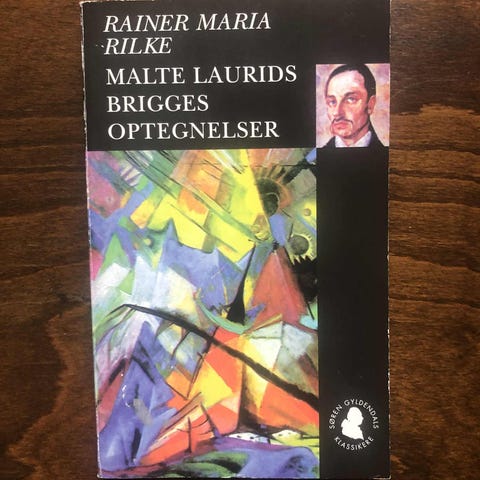 RAINER MARIA
RILKE
MALTE LAURIDS
BRIGGES
OPTEGNELSER
SØREN GYLDENDALS
KLASSIKERE